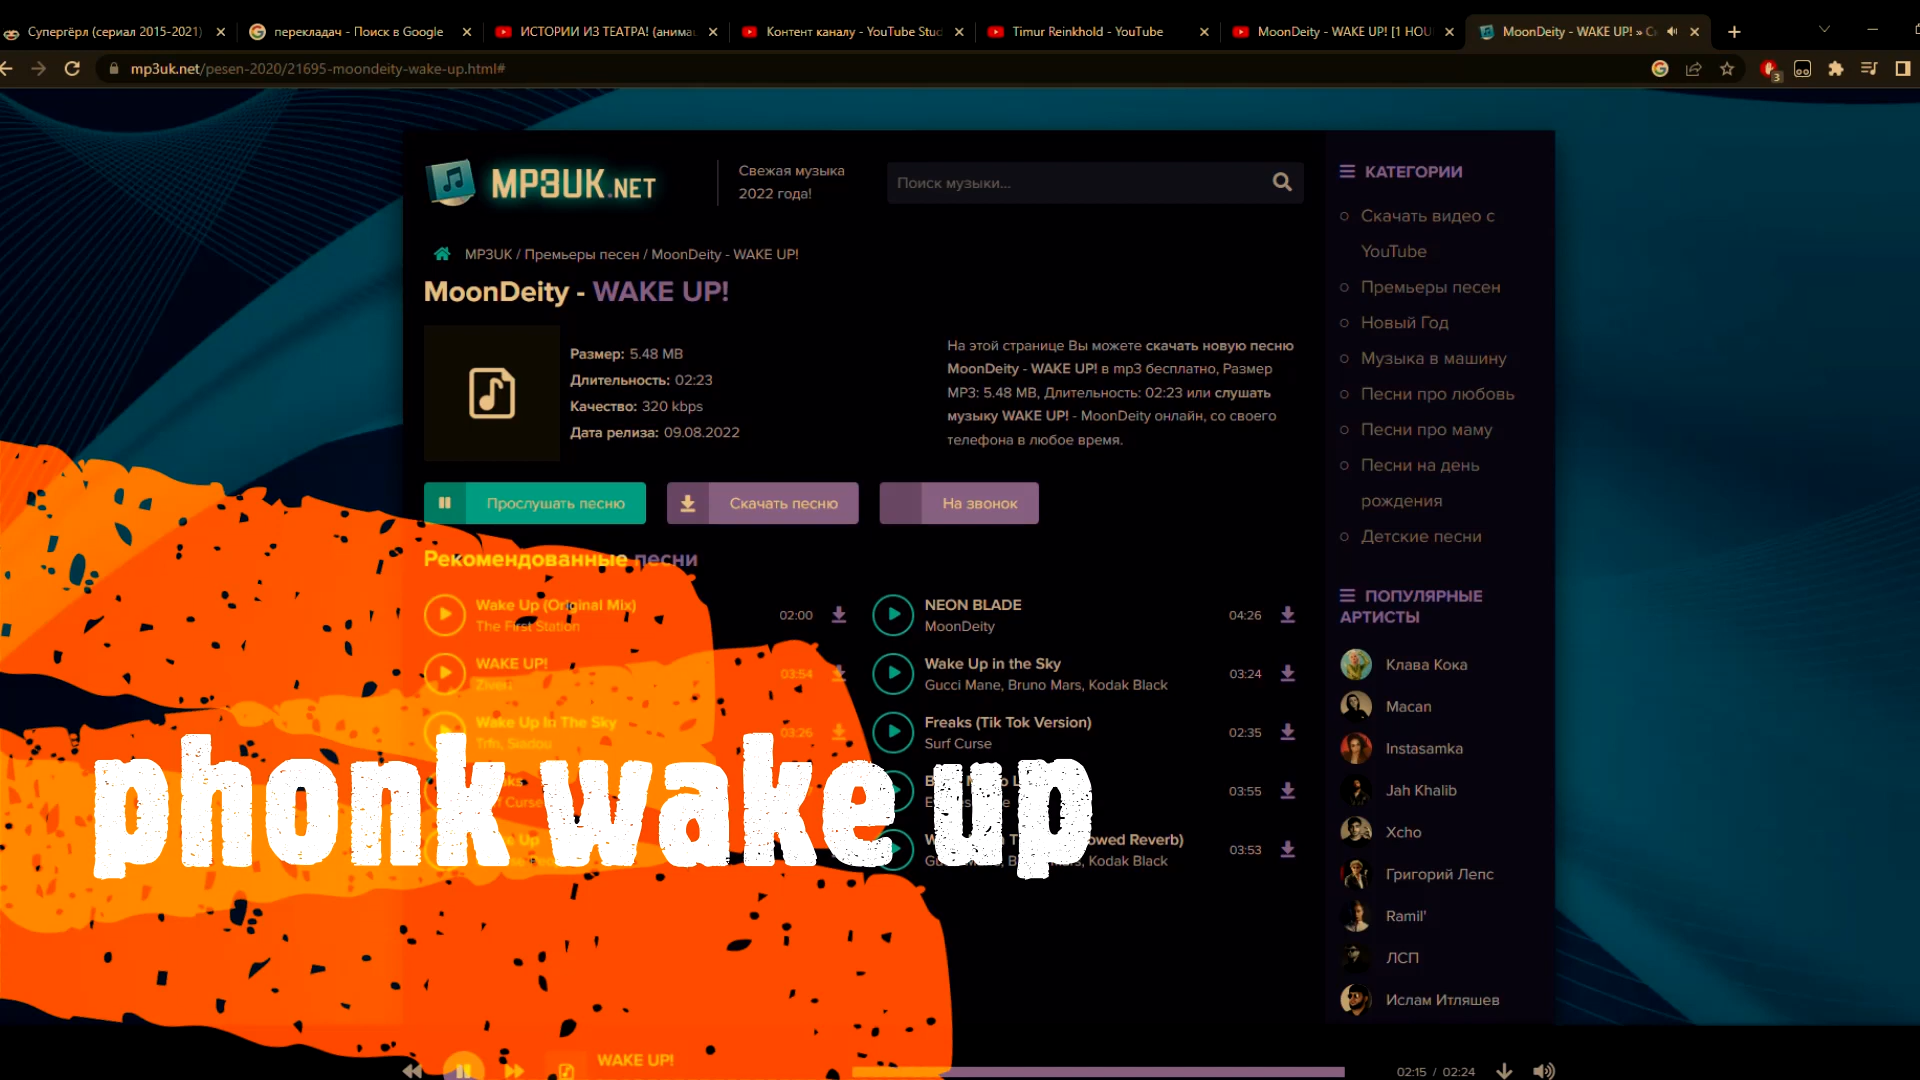 Супергёрл (сериал 2015-2021)
перекладач - Поиск в Google
ИСТОРИИ ИЗ ТЕАТРА! (анима
Контент каналу - YouTube Stud
Timur Reinkhold - YouTube
MoonDeity - WAKE UP! [1 HOU
MoonDeity - WAKE UP! » С
mp3uk.net/pesen-2020/21695-moondeity-wake-up.html#
3
MP3UK.NET
Свежая музыка
2022 года!
Поиск музыки...
MP3UK / Премьеры песен / MoonDeity - WAKE UP!
MoonDeity - WAKE UP!
Размер: 5.48 MB
Длительность: 02:23
Качество: 320 kbps
Дата релиза: 09.08.2022
На этой странице Вы можете скачать новую песню
MoonDeity - WAKE UP! в mp3 бесплатно, Размер
MP3: 5.48 MB, Длительность: 02:23 или слушать
музыку WAKE UP! - MoonDeity онлайн, со своего
телефона в любое время.
Прослушать песню
Скачать песню
На звонок
Рекомендованные песни
Wake Up (Original Mix)
The First Station
02:00
WAKE UP!
03:54
Wake Up In The Sky
03:26
NEON BLADE
MoonDeity
04:26
Wake Up in the Sky
Gucci Mane, Bruno Mars, Kodak Black
03:24
Freaks (Tik Tok Version)
Surf Curse
02:35
03:55
owed Reverb)
Kodak Black
03:53
phonk wake up
КАТЕГОРИИ
Скачать видео с
YouTube
Премьеры песен
Новый Год
Музыка в машину
Песни про любовь
Песни про маму
Песни на день
рождения
Детские песни
ПОПУЛЯРНЫЕ
АРТИСТЫ
Клава Кока
Macan
Instasamka
Jah Khalib
Xcho
Григорий Лепс
Ramil'
ЛСП
Ислам Итляшев
WAKE UP!
02:15 / 02:24